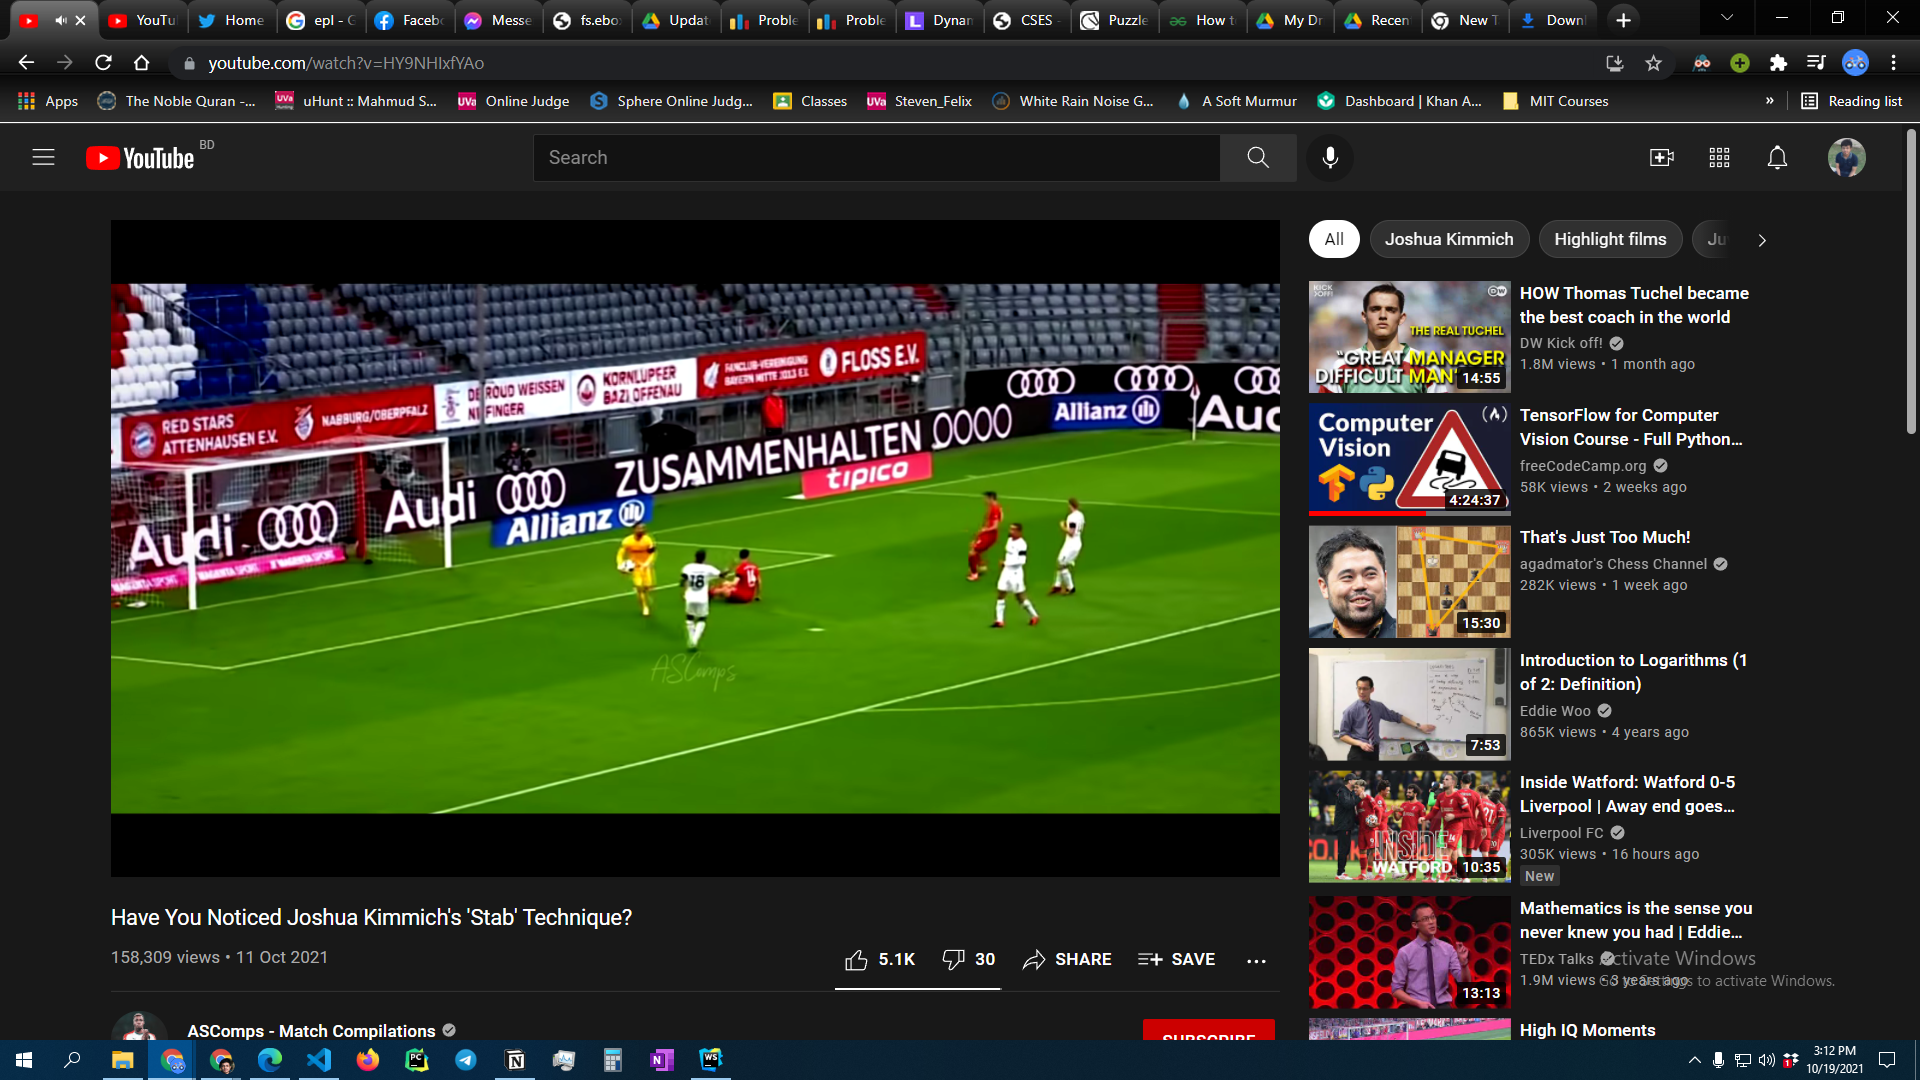 YouTu
Home
epl - G
Faceb
Messe
fs.ebo
Updat
Proble
Proble
Dynan
CSES -
Puzzle
How t
My Dr
Recen
New T
Downl
youtube.com/watch?v=HY9NHIxfYAo
Apps
The Noble Quran -...
uHunt :: Mahmud S...
Online Judge
Sphere Online Judg...
Classes
Steven_Felix
White Rain Noise G...
A Soft Murmur
Dashboard | Khan A...
MIT Courses
»
Reading list
YouTube BD
Search
All
Joshua Kimmich
Highlight films
Ju
RED STARS
ATTENHAUSEN E.V.
NABBURG/OBERPFALZ
KORNLUPFER
BAZI OFFENAU
FANCLUB-VEREINIGUNG
BAYERN MITTE 2013 E.V.
FLOSS E.V.
Allianz
Audi
ZUSAMMENHALTEN
tipico
Audi
Allianz
Audi
18
ASComps
KICK
OFF!
DW
THE REAL TUCHEL
"GREAT MANAGER
DIFFICULT MAN"
14:55
HOW Thomas Tuchel became
the best coach in the world
DW Kick off!
1.8M views • 1 month ago
Computer
Vision
4:24:37
TensorFlow for Computer
Vision Course - Full Python...
freeCodeCamp.org
58K views • 2 weeks ago
15:30
That's Just Too Much!
agadmator's Chess Channel
282K views • 1 week ago
7:53
Introduction to Logarithms (1
of 2: Definition)
Eddie Woo
865K views • 4 years ago
INSIDE
WATFORD
10:35
Inside Watford: Watford 0-5
Liverpool | Away end goes...
Liverpool FC
305K views • 16 hours ago
New
13:13
Mathematics is the sense you
never knew you had | Eddie...
TEDx Talks
1.9M views • 3 years ago
Activate Windows
Go to Settings to activate Windows.
High IQ Moments
Have You Noticed Joshua Kimmich's 'Stab' Technique?
158,309 views • 11 Oct 2021
5.1K
30
SHARE
SAVE
ASComps - Match Compilations
SUBSCRIBE
3:12 PM
10/19/2021